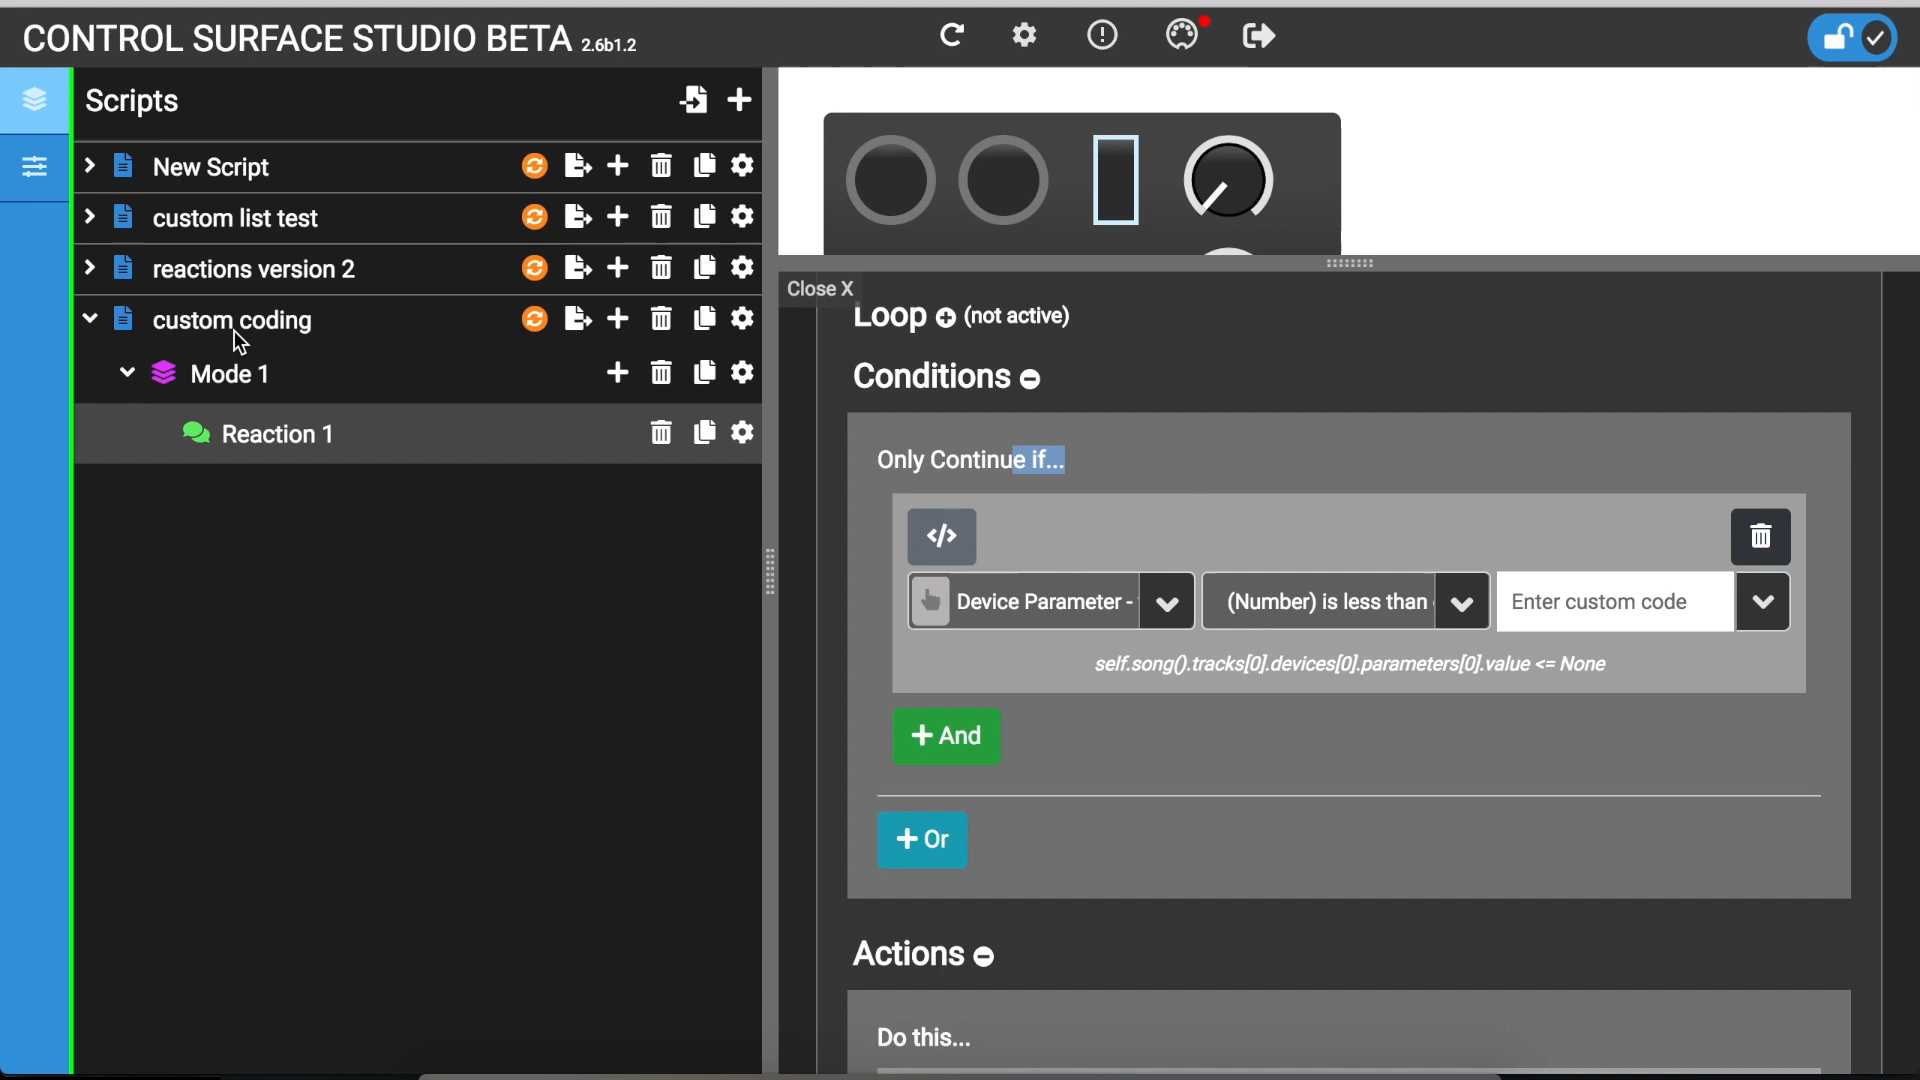 CONTROL SURFACE STUDIO BETA 2.6b1.2
Scripts
New Script
custom list test
reactions version 2
custom coding
Mode 1
Reaction 1
Close X
Loop (not active)
Conditions
Only Continue if...
</>
Device Parameter -
(Number) is less than
Enter custom code
self.song().tracks[0].devices[0].parameters[0].value <= None
+ And
+ Or
Actions
Do this...